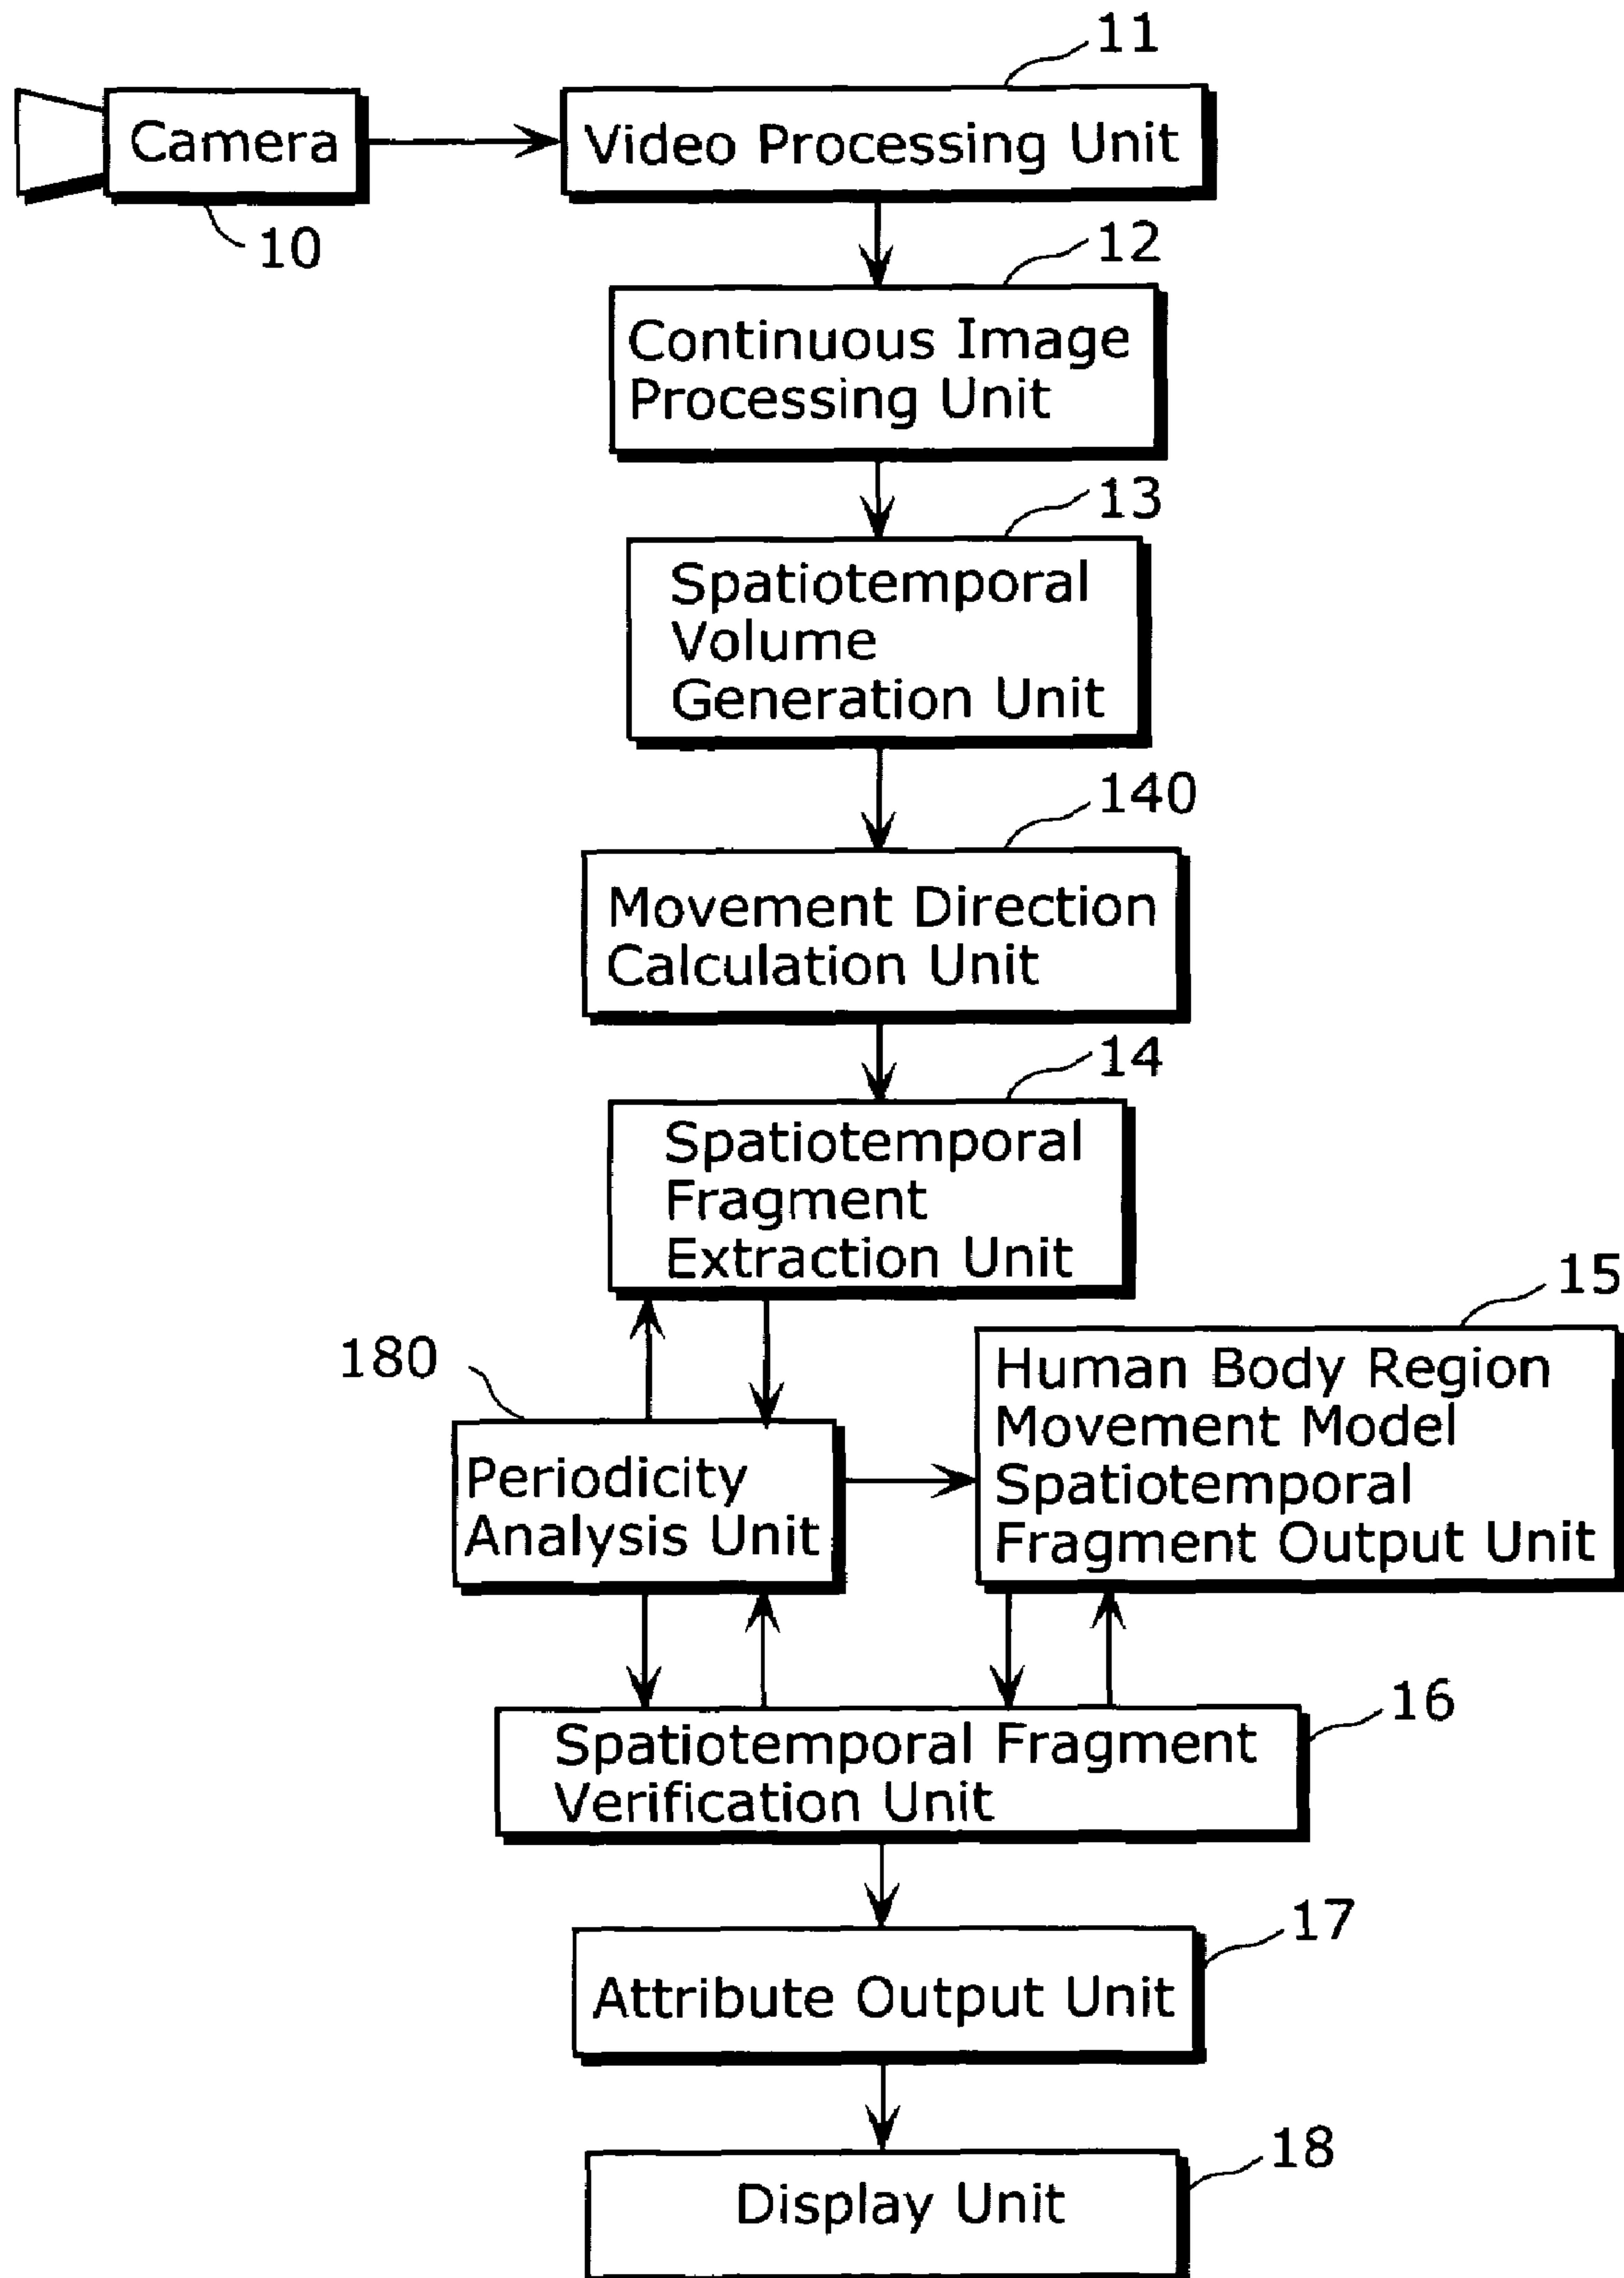 11
Camera
Video Processing Unit
10
12
Continuous Image
Processing Unit
13
Spatiotemporal
Volume
Generation Unit
140
Movement Direction
Calculation Unit
14
Spatiotemporal
Fragment
Extraction Unit
15
180
Human Body Region
Movement Model
Spatiotemporal
Fragment Output Unit
Periodicity
Analysis Unit
16
Spatiotemporal Fragment
Verification Unit
17
Attribute Output Unit
18
Display Unit